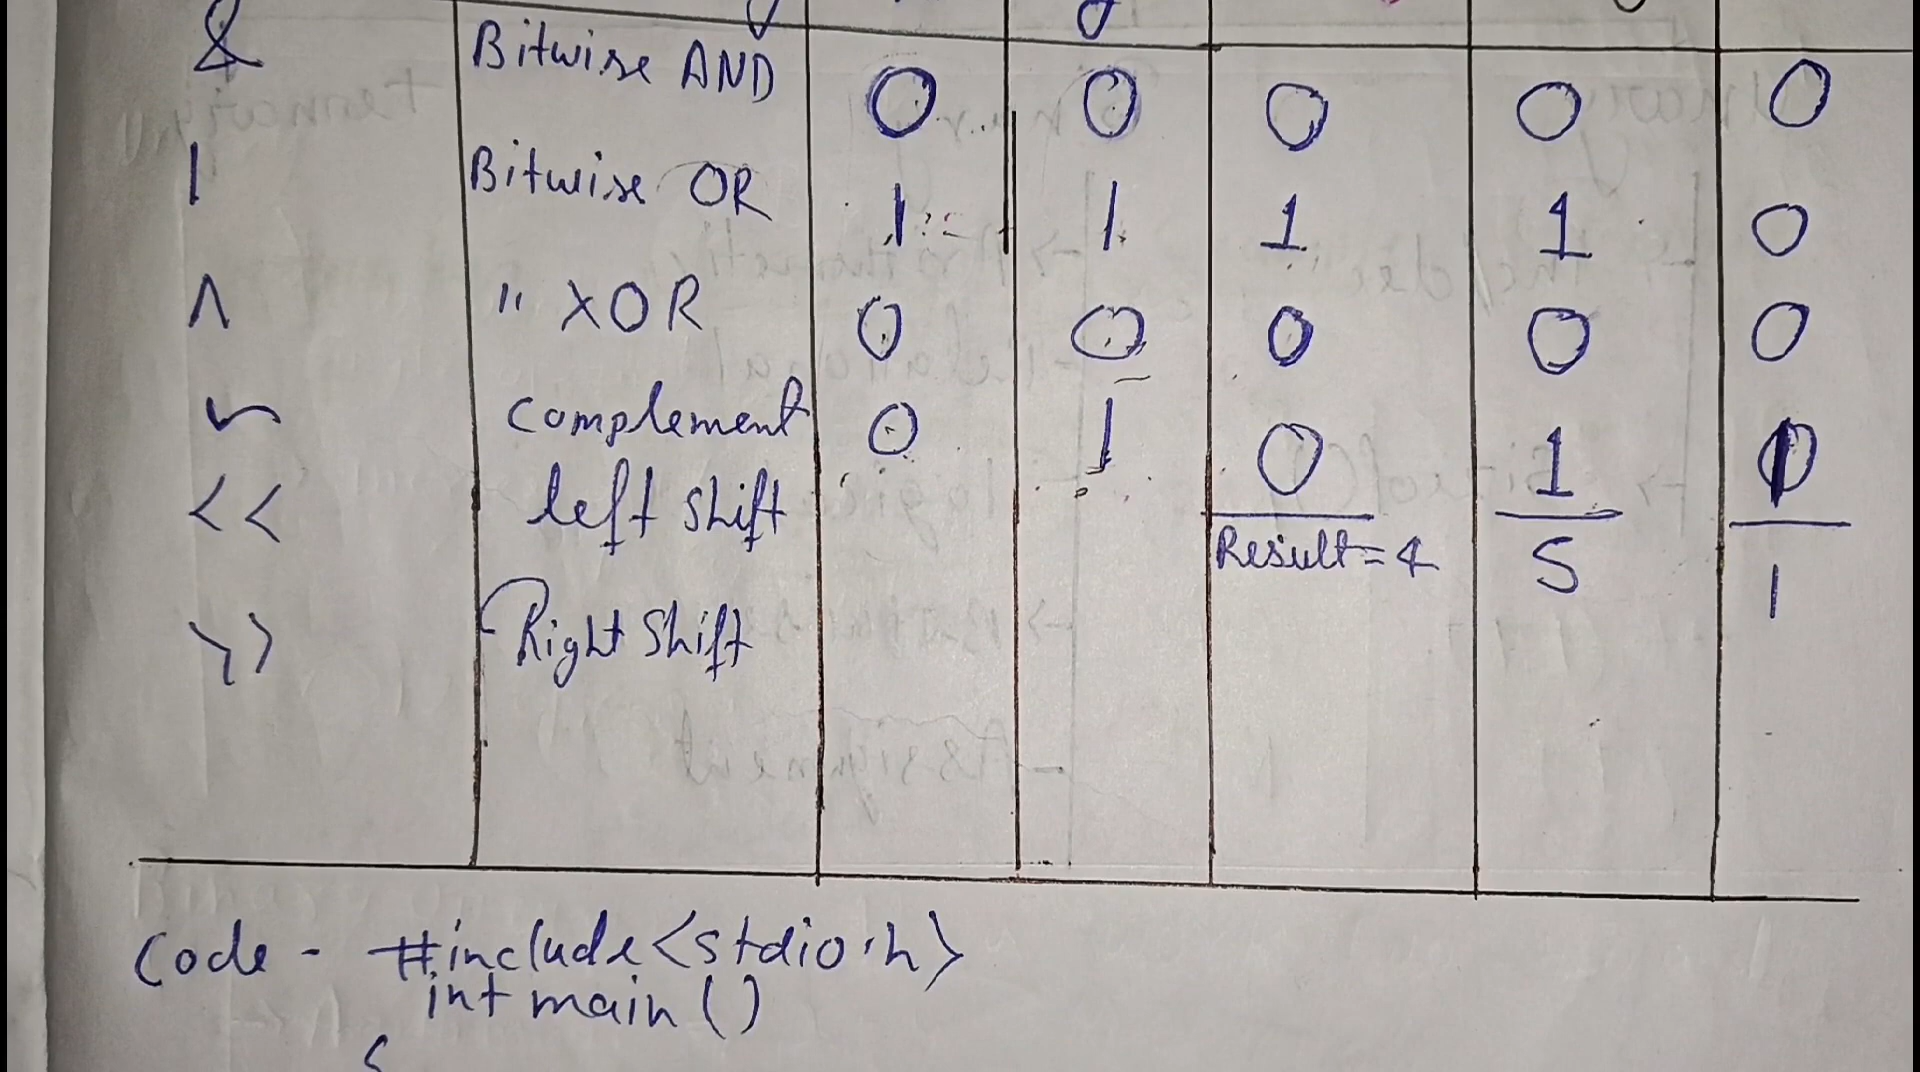 & Bitwise AND 0 0 0 0 0
| Bitwise OR 1 1 1 1 0
^ " XOR 0 0 0 0 0
~ complement 0 1 0 1 1
<< left shift Result=4 5 1
>> Right Shift
Code - #include<stdio.h>
int main()
{